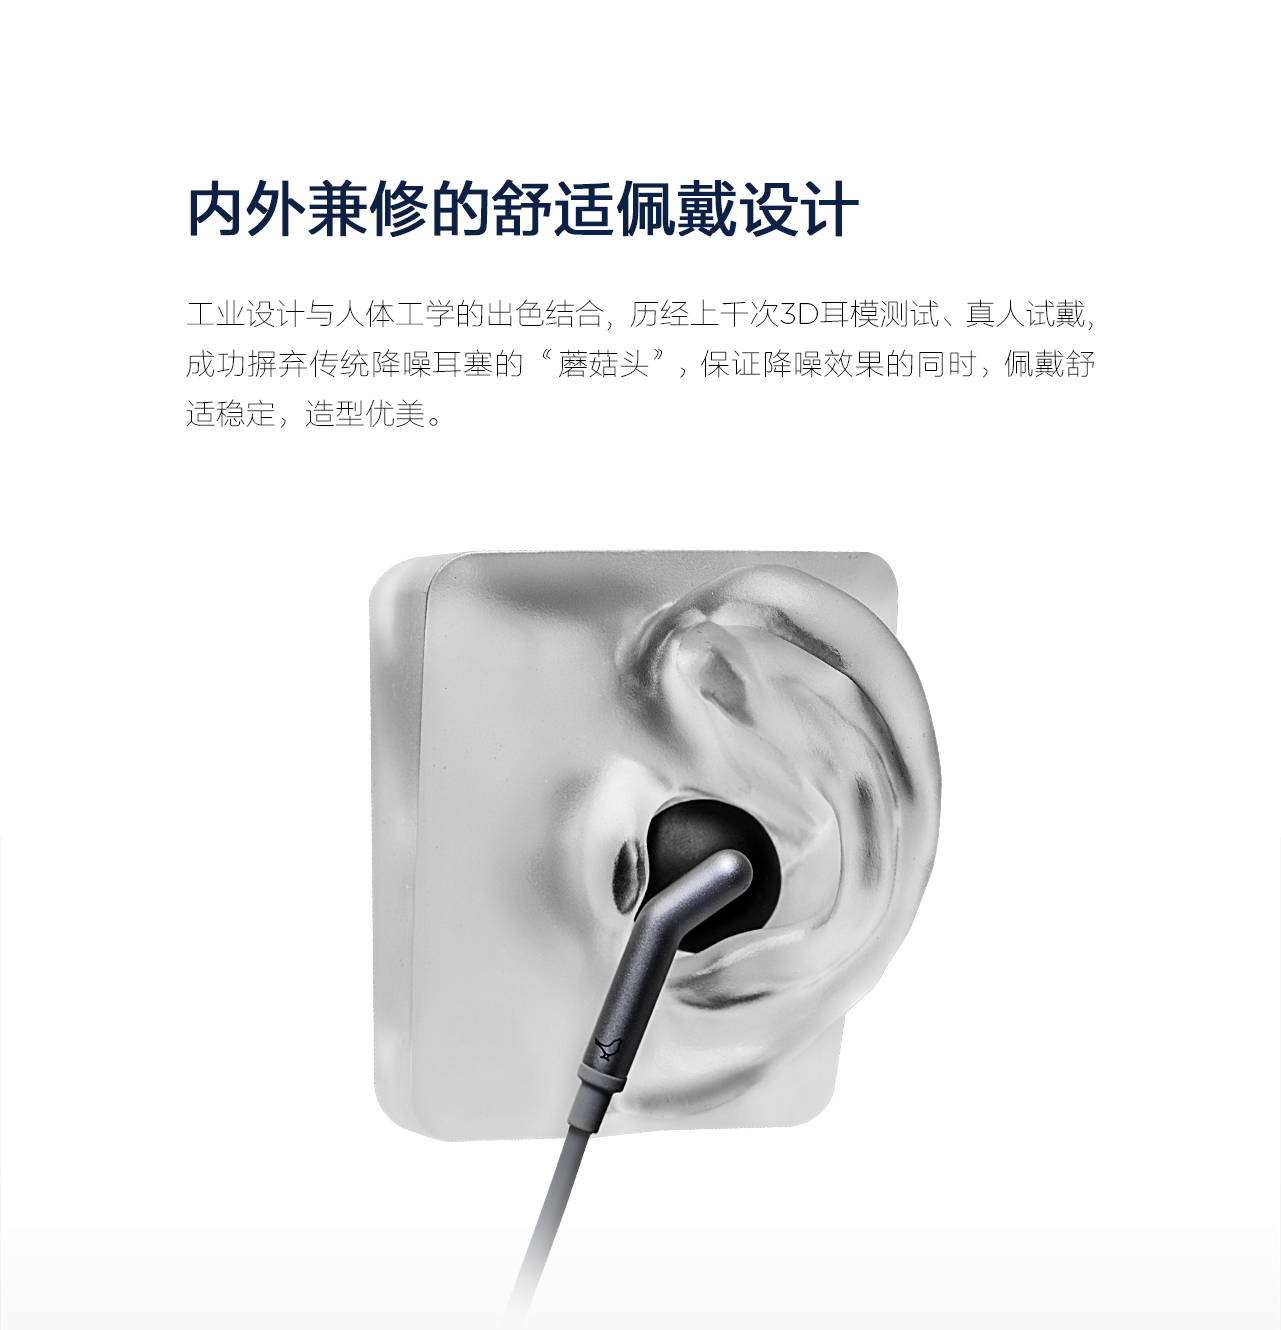 内外兼修的舒适佩戴设计
工业设计与人体工学的出色结合，历经上千次3D耳模测试、真人试戴，
成功摒弃传统降噪耳塞的“蘑菇头”，保证降噪效果的同时，佩戴舒
适稳定，造型优美。